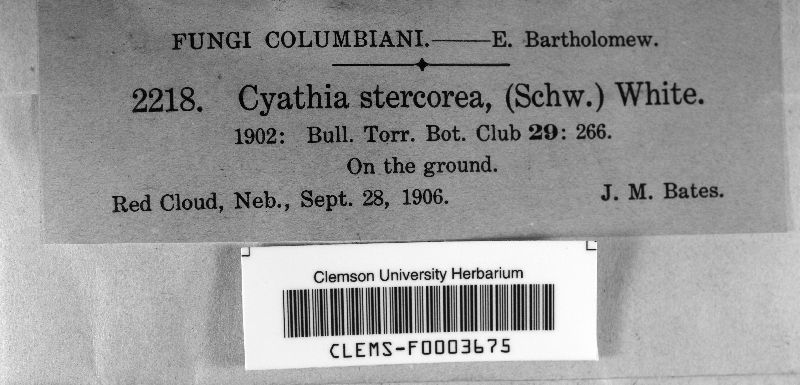 FUNGI COLUMBIANI.—E. Bartholomew.
2218. Cyathia stercorea, (Schw.) White.
1902: Bull. Torr. Bot. Club 29: 266.
On the ground.
Red Cloud, Neb., Sept. 28, 1906. J. M. Bates.
Clemson University Herbarium
CLEMS-F0003675